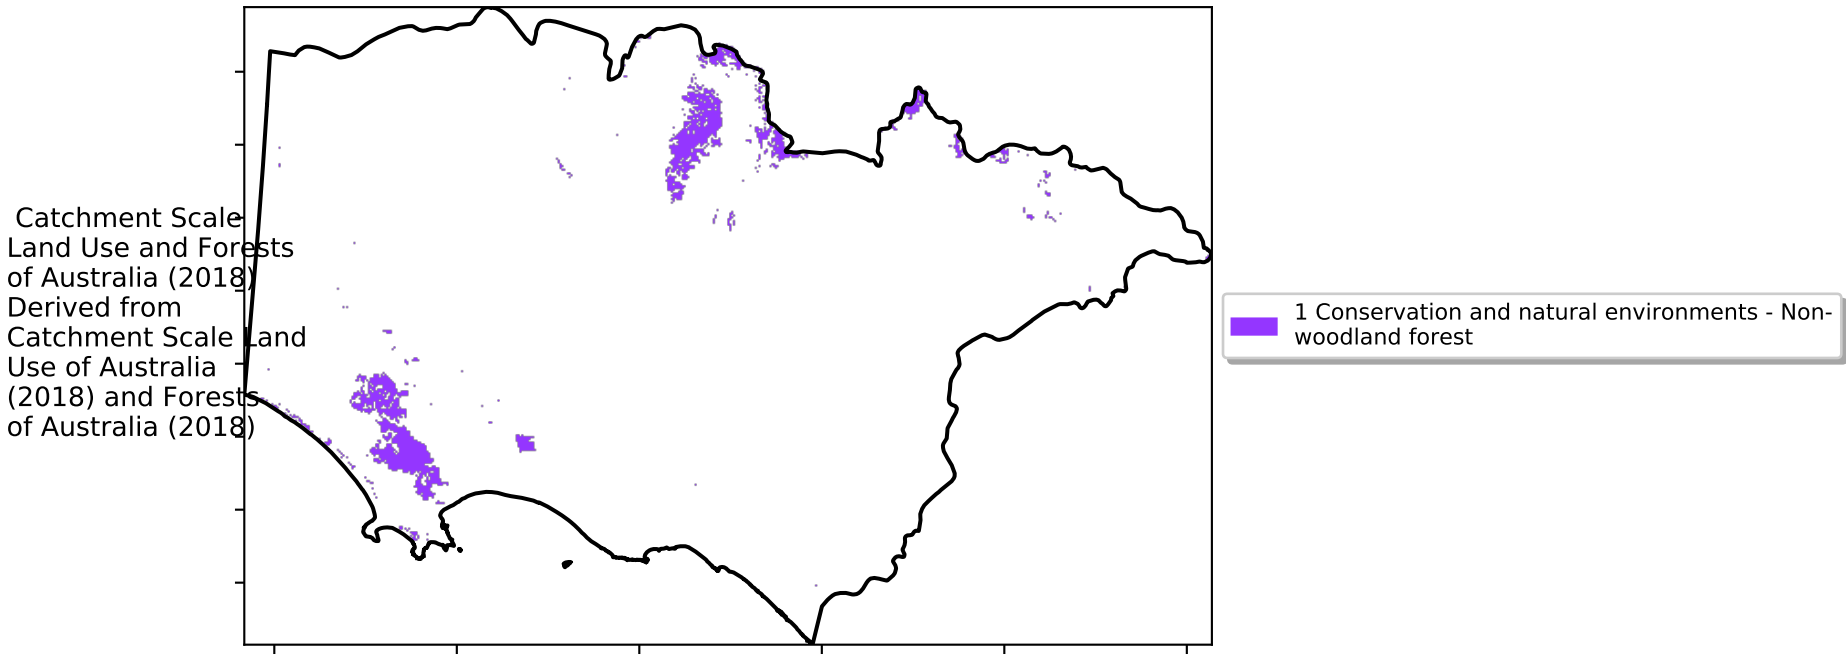 Catchment Scale
Land Use and Forests
of Australia (2018)
Derived from
Catchment Scale Land
Use of Australia
(2018) and Forests
of Australia (2018)
1 Conservation and natural environments - Non-
woodland forest